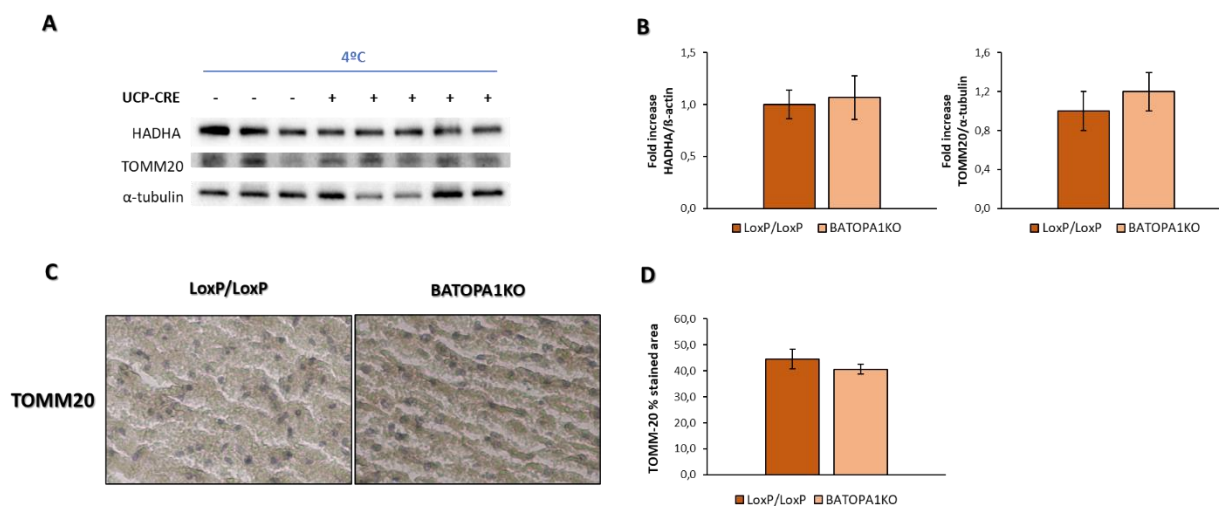 A
4ºC
UCP-CRE - - - + + + + +
HADHA
TOMM20
α-tubulin
B
Fold increase
HADHA/ß-actin
1,5
1,0
0,5
0,0
LoxP/LoxP BATOPA1KO
Fold increase
TOMM20/α-tubulin
1,6
1,2
0,8
0,4
0,0
LoxP/LoxP BATOPA1KO
C
LoxP/LoxP BATOPA1KO
TOMM20
D
TOMM-20 % stained area
60,0
50,0
40,0
30,0
20,0
10,0
0,0
LoxP/LoxP BATOPA1KO